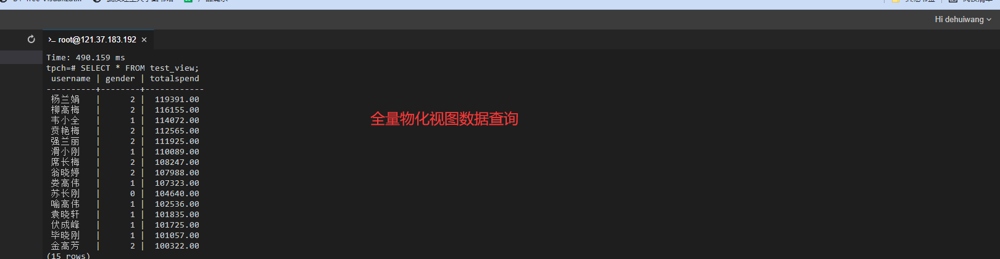 Hi dehuiwang
>_ root@121.37.183.192 ×
Time: 490.159 ms
tpch=# SELECT * FROM test_view;
username | gender | totalspend
----------+--------+------------
杨兰娟 | 2 | 119391.00
柳高梅 | 2 | 116155.00
韦小全 | 1 | 114072.00
贲艳梅 | 2 | 112565.00
强兰丽 | 2 | 111925.00
滑小刚 | 1 | 110089.00
席长梅 | 2 | 108247.00
翁晓婷 | 2 | 107988.00
娄高伟 | 1 | 107323.00
苏长刚 | 0 | 104640.00
喻高伟 | 1 | 102536.00
袁晓轩 | 1 | 101835.00
伏成峰 | 1 | 101725.00
毕晓刚 | 1 | 101057.00
金高芳 | 2 | 100322.00
(15 rows)
全量物化视图数据查询